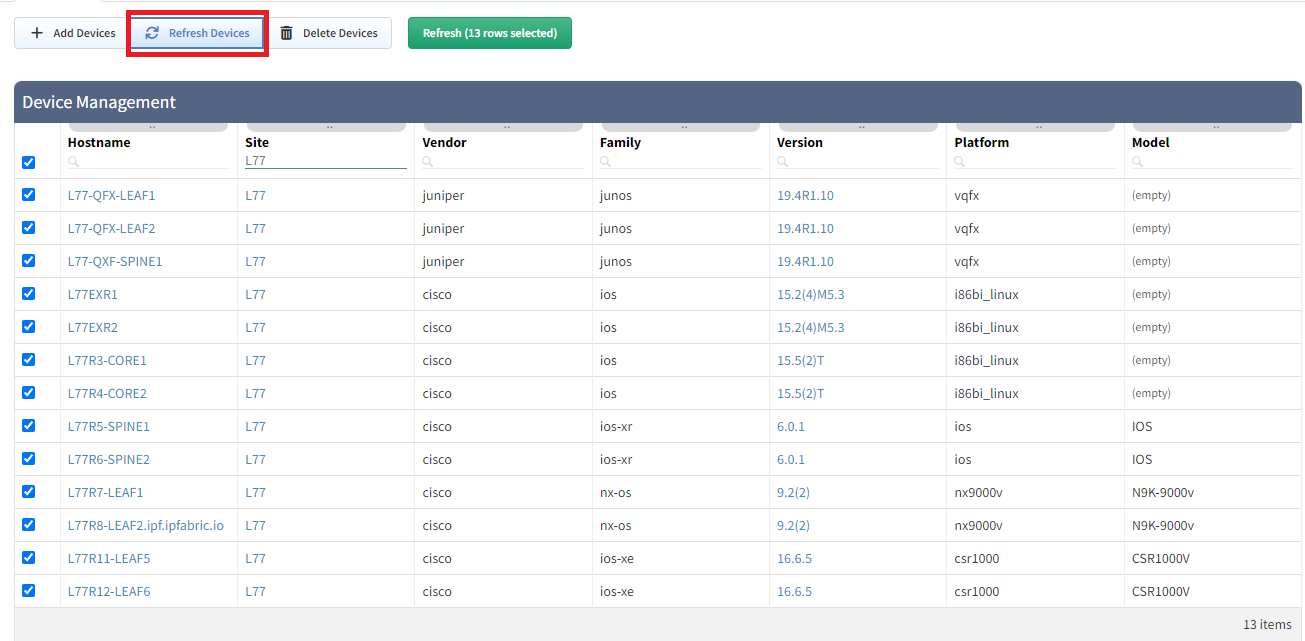 Add Devices Refresh Devices Delete Devices Refresh (13 rows selected)
Device Management
Hostname Site Vendor Family Version Platform Model
L77
L77-QFX-LEAF1 L77 juniper junos 19.4R1.10 vqfx (empty)
L77-QFX-LEAF2 L77 juniper junos 19.4R1.10 vqfx (empty)
L77-QXF-SPINE1 L77 juniper junos 19.4R1.10 vqfx (empty)
L77EXR1 L77 cisco ios 15.2(4)M5.3 i86bi_linux (empty)
L77EXR2 L77 cisco ios 15.2(4)M5.3 i86bi_linux (empty)
L77R3-CORE1 L77 cisco ios 15.5(2)T i86bi_linux (empty)
L77R4-CORE2 L77 cisco ios 15.5(2)T i86bi_linux (empty)
L77R5-SPINE1 L77 cisco ios-xr 6.0.1 ios IOS
L77R6-SPINE2 L77 cisco ios-xr 6.0.1 ios IOS
L77R7-LEAF1 L77 cisco nx-os 9.2(2) nx9000v N9K-9000v
L77R8-LEAF2.ipf.ipfabric.io L77 cisco nx-os 9.2(2) nx9000v N9K-9000v
L77R11-LEAF5 L77 cisco ios-xe 16.6.5 csr1000 CSR1000V
L77R12-LEAF6 L77 cisco ios-xe 16.6.5 csr1000 CSR1000V
13 items